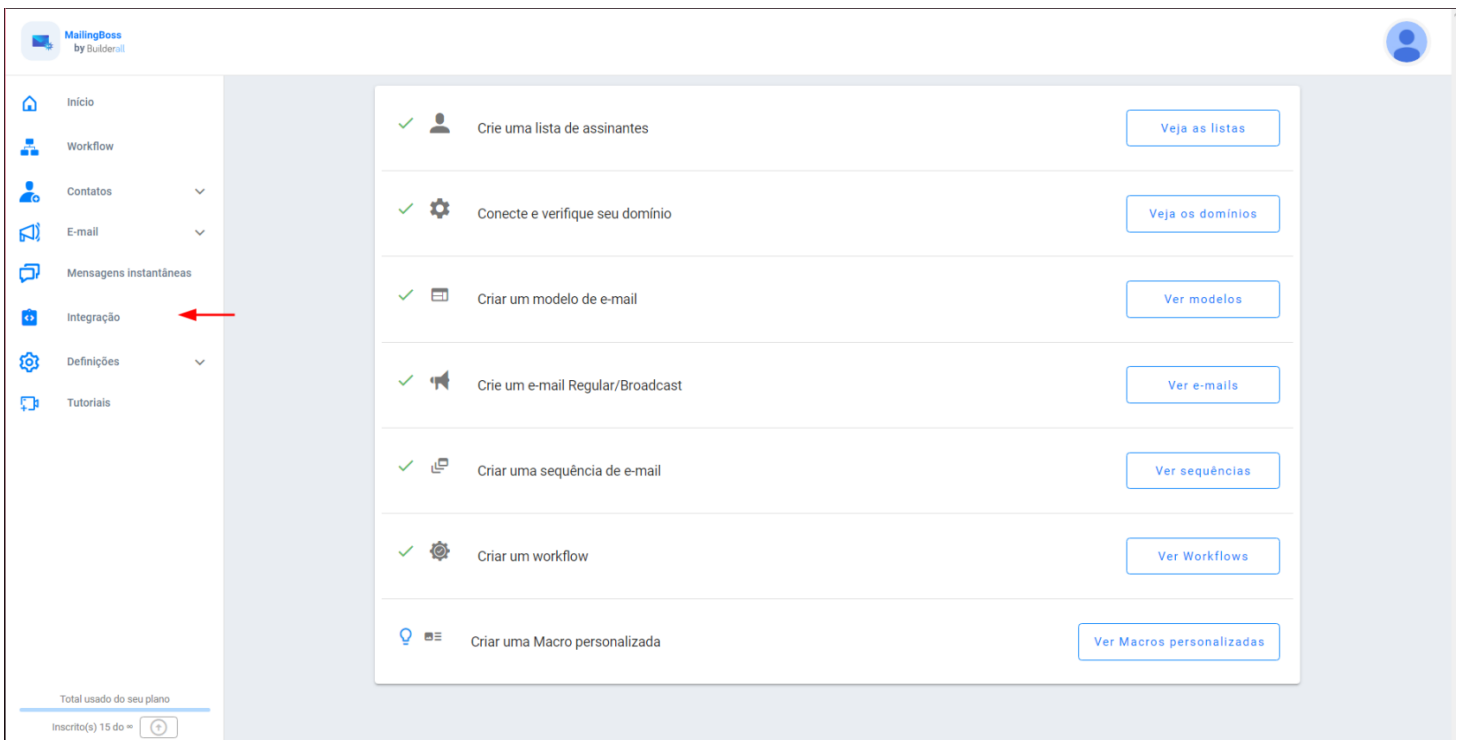 MailingBoss
by Builderall
Início
Workflow
Contatos
E-mail
Mensagens instantâneas
Integração
Definições
Tutoriais
Crie uma lista de assinantes
Veja as listas
Conecte e verifique seu domínio
Veja os domínios
Criar um modelo de e-mail
Ver modelos
Crie um e-mail Regular/Broadcast
Ver e-mails
Criar uma sequência de e-mail
Ver sequências
Criar um workflow
Ver Workflows
Criar uma Macro personalizada
Ver Macros personalizadas
Total usado do seu plano
Inscrito(s) 15 do ∞